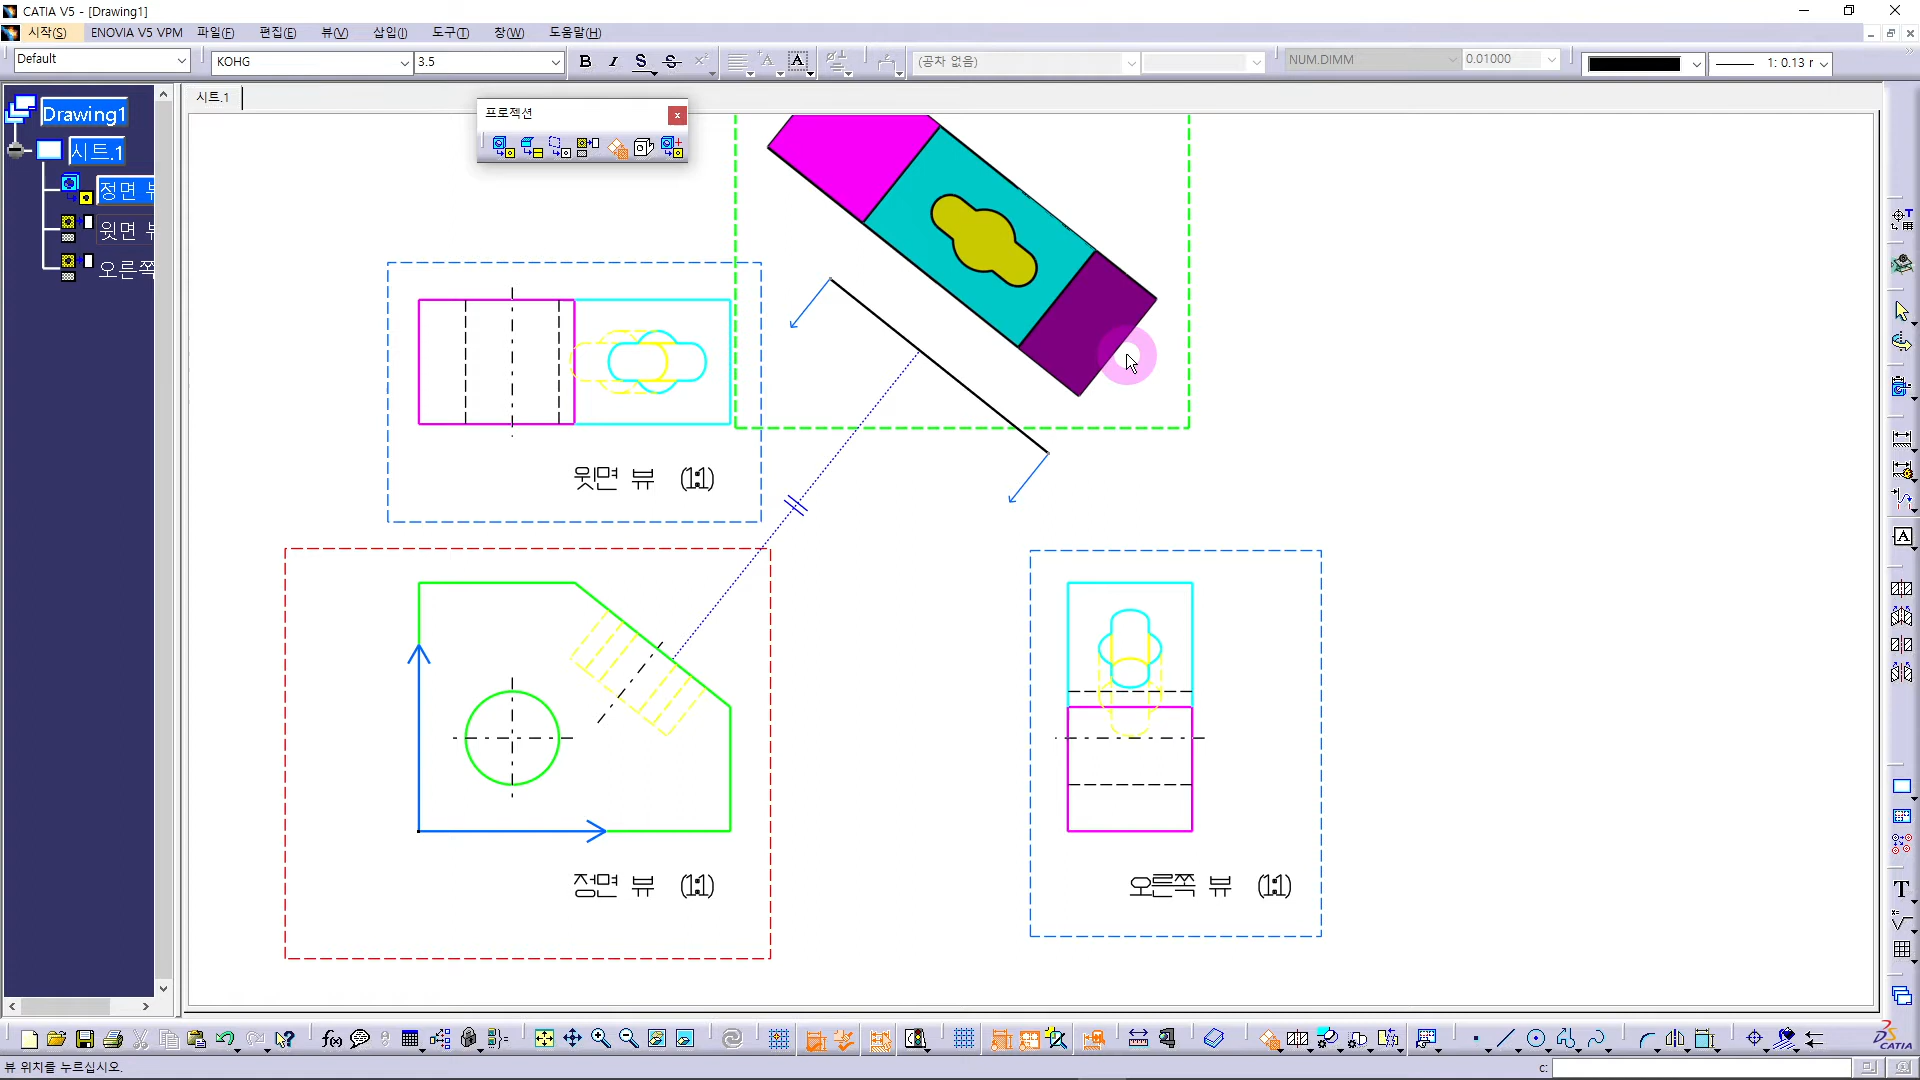 CATIA V5 - [Drawing1]
시작(S) ENOVIA V5 VPM 파일(F) 편집(E) 뷰(V) 삽입(I) 도구(T) 창(W) 도움말(H)
Default KOHG 3.5 B I S S (공차 없음) NUM.DIMM 0.01000 1: 0.13 r
시트.1
프로젝션
Drawing1
시트.1
정면 뷰
윗면 뷰
오른쪽
윗면 뷰 (1:1)
정면 뷰 (1:1)
오른쪽 뷰 (1:1)
뷰 위치를 누르십시오.
c:
CATIA